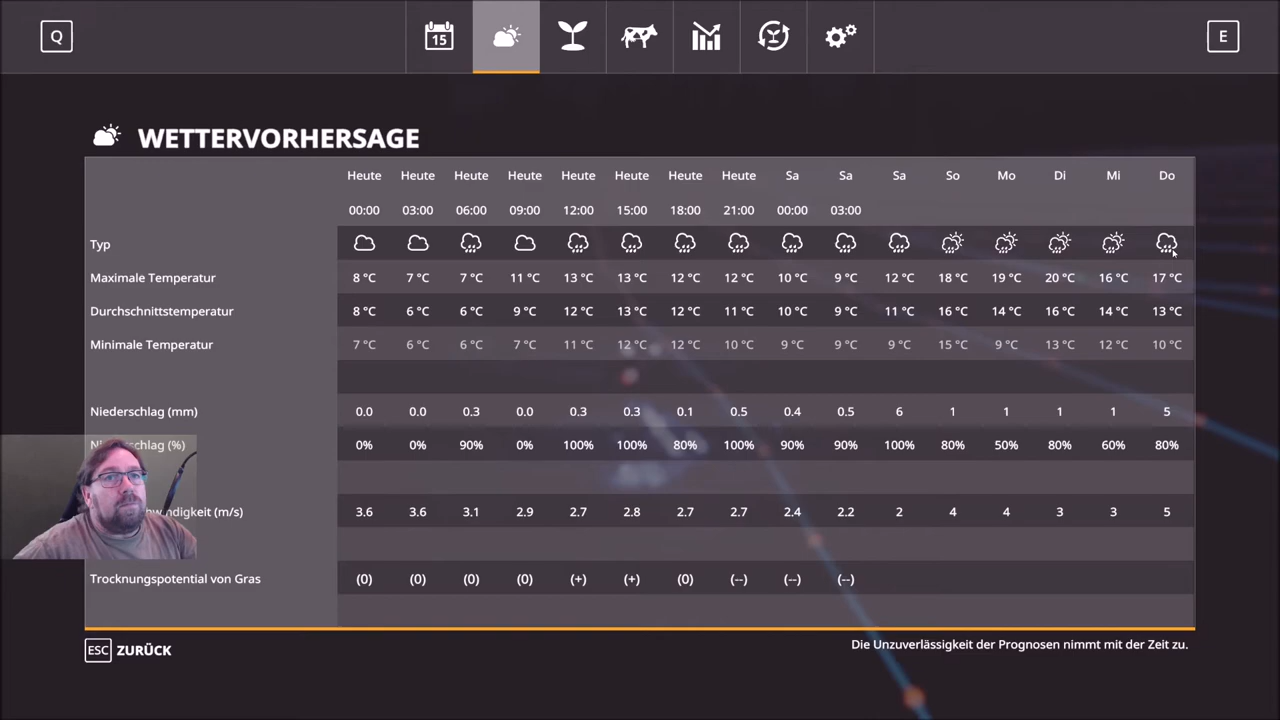 Q 15 E
WETTERVORHERSAGE
Heute Heute Heute Heute Heute Heute Heute Heute Sa Sa Sa So Mo Di Mi Do
00:00 03:00 06:00 09:00 12:00 15:00 18:00 21:00 00:00 03:00
Typ
Maximale Temperatur 8 °C 7 °C 7 °C 11 °C 13 °C 13 °C 12 °C 12 °C 10 °C 9 °C 12 °C 18 °C 19 °C 20 °C 16 °C 17 °C
Durchschnittstemperatur 8 °C 6 °C 6 °C 9 °C 12 °C 13 °C 12 °C 11 °C 10 °C 9 °C 11 °C 16 °C 14 °C 16 °C 14 °C 13 °C
Minimale Temperatur 7 °C 6 °C 6 °C 7 °C 11 °C 12 °C 12 °C 10 °C 9 °C 9 °C 9 °C 15 °C 9 °C 13 °C 12 °C 10 °C
Niederschlag (mm) 0.0 0.0 0.3 0.0 0.3 0.3 0.1 0.5 0.4 0.5 6 1 1 1 1 5
Niederschlag (%) 0% 0% 90% 0% 100% 100% 80% 100% 90% 90% 100% 80% 50% 80% 60% 80%
(m/s) 3.6 3.6 3.1 2.9 2.7 2.8 2.7 2.7 2.4 2.2 2 4 4 3 3 5
Trocknungspotential von Gras (0) (0) (0) (0) (+) (+) (0) (--) (--) (--)
ESC ZURÜCK
Die Unzuverlässigkeit der Prognosen nimmt mit der Zeit zu.